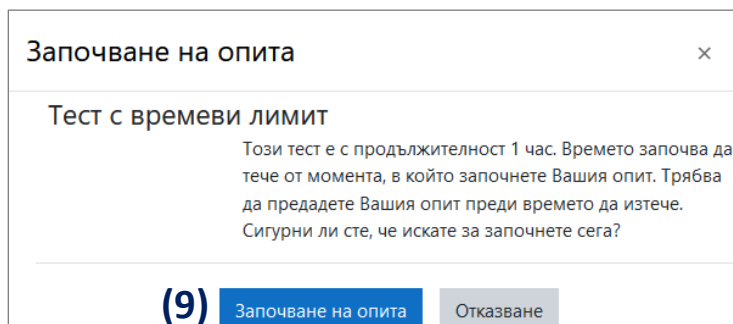 Започване на опита ×
Тест с времеви лимит
Този тест е с продължителност 1 час. Времето започва да
тече от момента, в който започнете Вашия опит. Трябва
да предадете Вашия опит преди времето да изтече.
Сигурни ли сте, че искате за започнете сега?
(9) Започване на опита Отказване